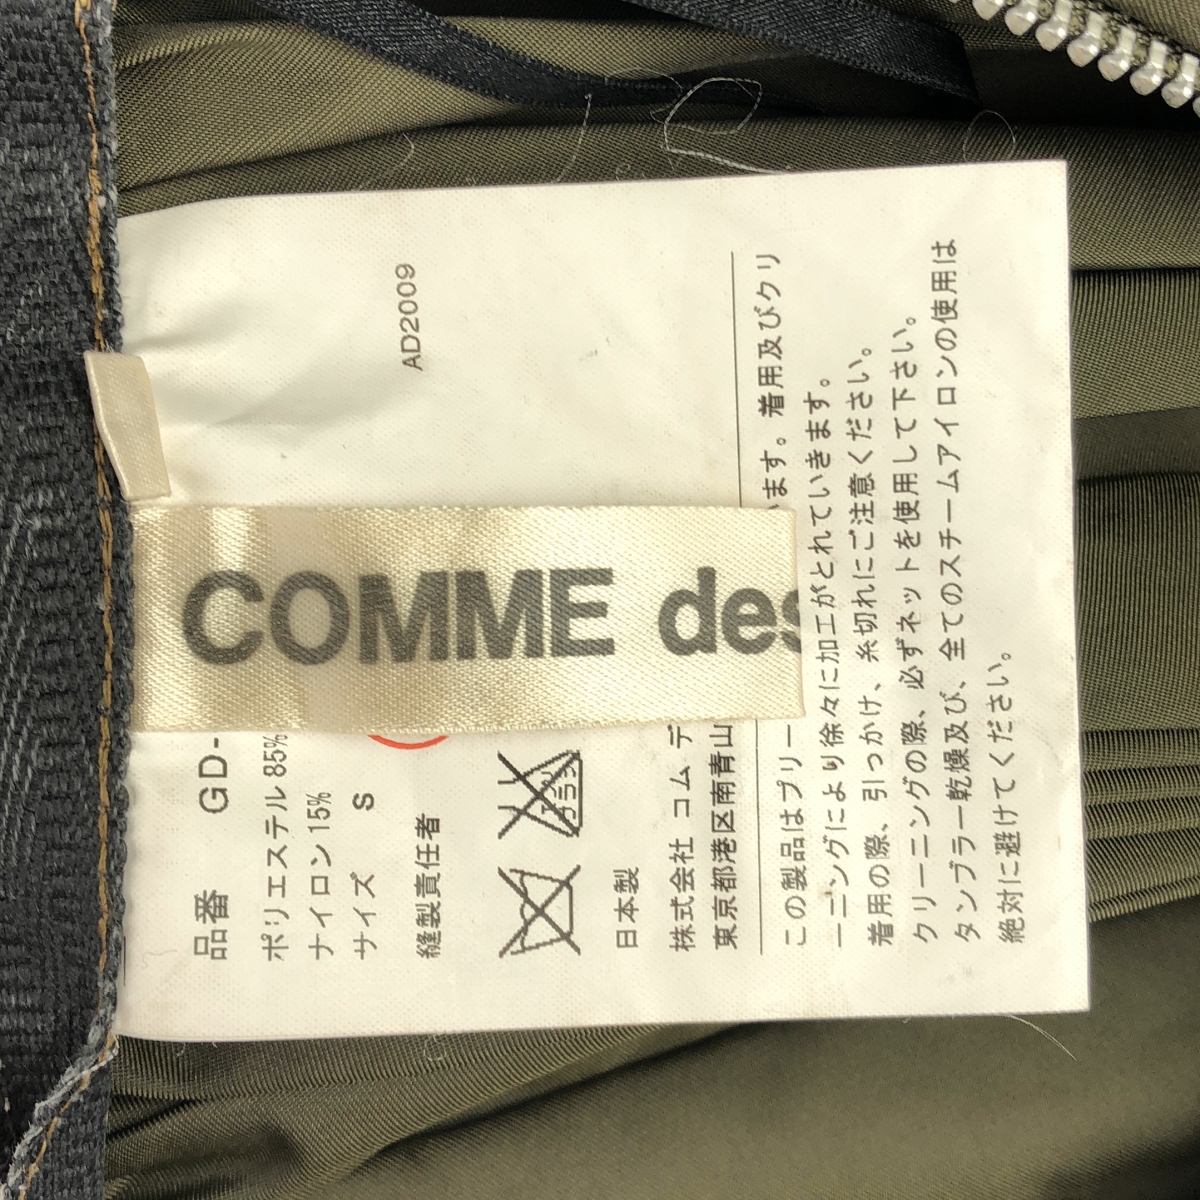 COMME des
AD2009
品番 GD-
ポリエステル 85%
ナイロン 15%
サイズ S
縫製責任者
日本製
株式会社 コム デ
東京都港区南青山
この製品はプリー います。着用及びクリ
ーニングにより徐々に加工がとれていきます。
着用の際、引っかけ、糸切れにご注意ください。
クリーニングの際、必ずネットを使用して下さい。
タンブラー乾燥及び、全てのスチームアイロンの使用は
絶対に避けてください。